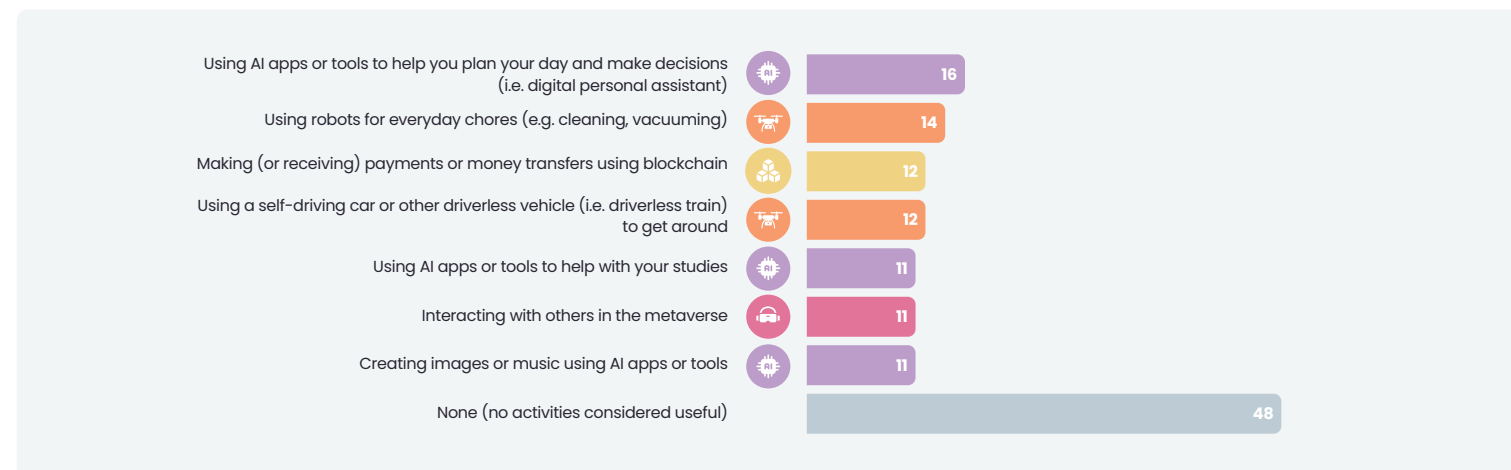 Using AI apps or tools to help you plan your day and make decisions
(i.e. digital personal assistant)
AI
16
Using robots for everyday chores (e.g. cleaning, vacuuming)
14
Making (or receiving) payments or money transfers using blockchain
12
Using a self-driving car or other driverless vehicle (i.e. driverless train)
to get around
12
Using AI apps or tools to help with your studies
AI
11
Interacting with others in the metaverse
11
Creating images or music using AI apps or tools
AI
11
None (no activities considered useful)
48